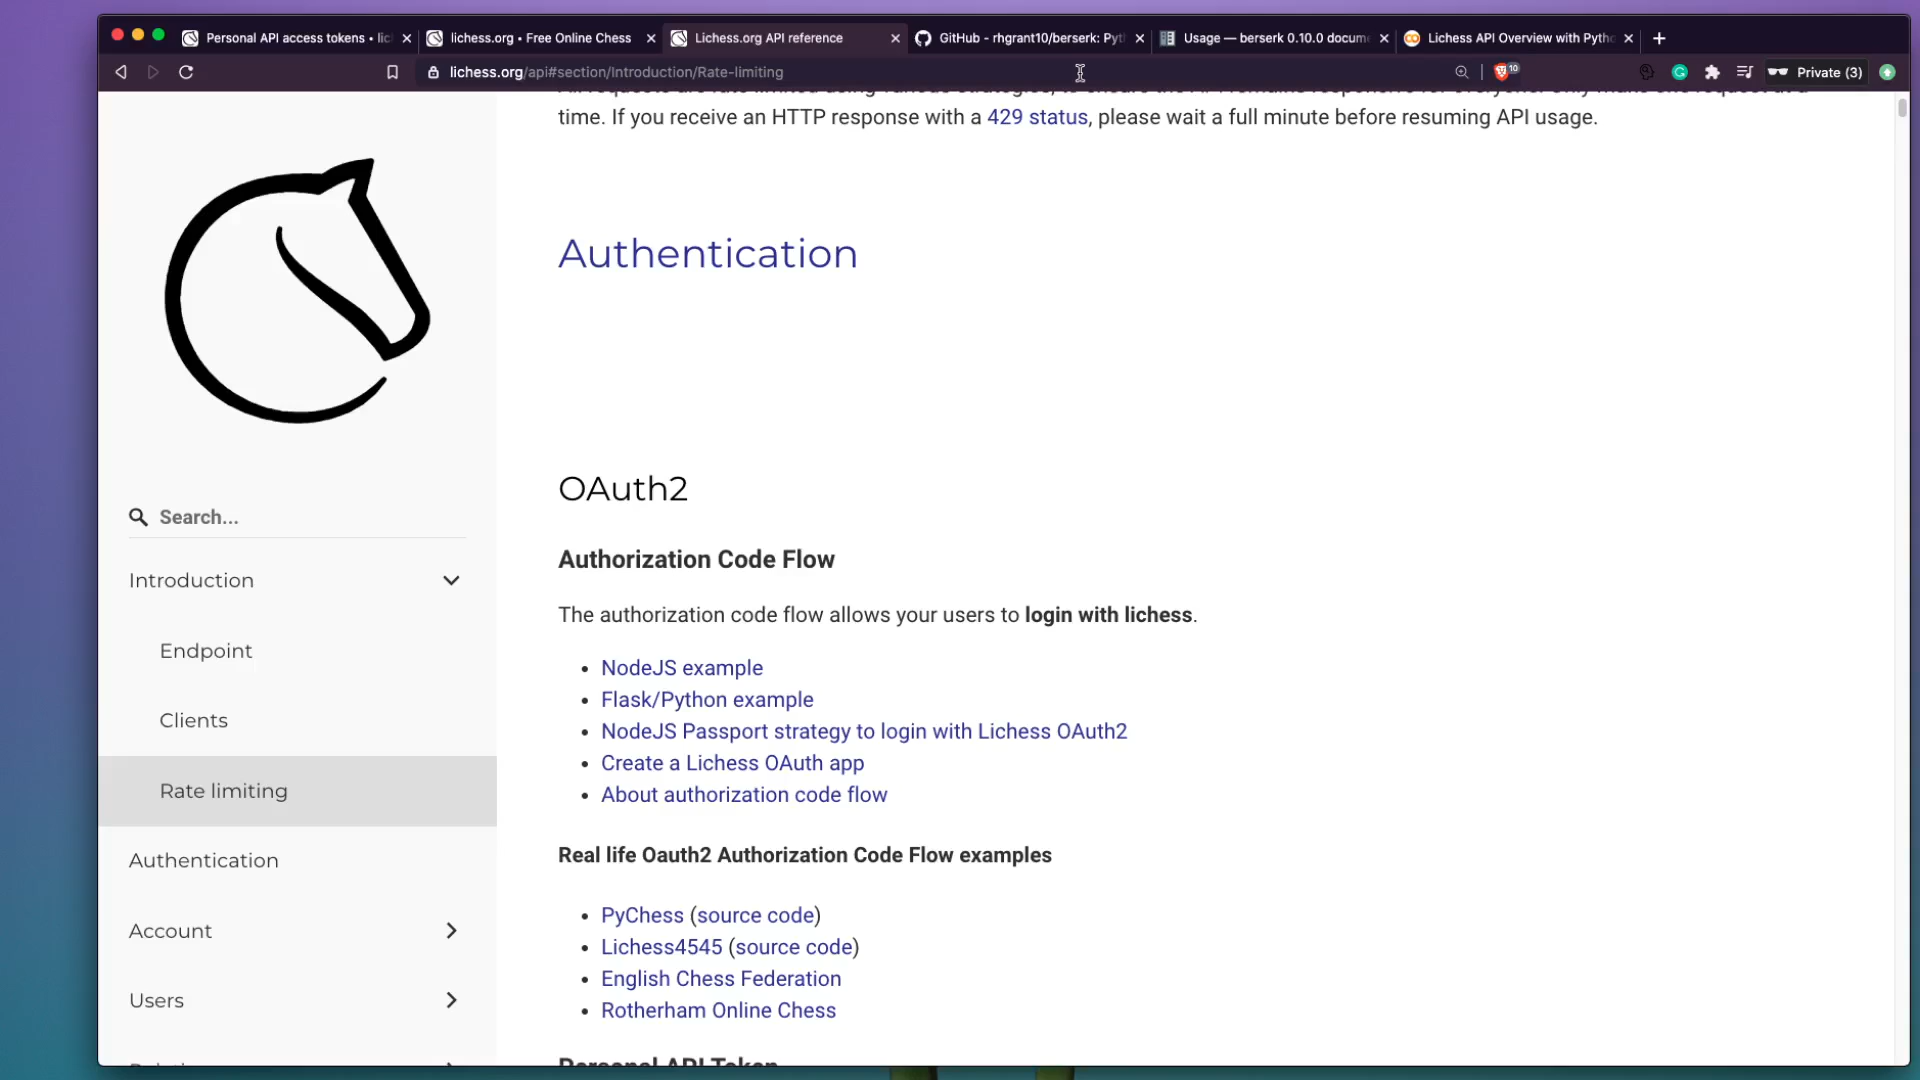 Personal API access tokens • lic
lichess.org • Free Online Chess
Lichess.org API reference
GitHub - rhgrant10/berserk: Pyt
Usage — berserk 0.10.0 docum
Lichess API Overview with Pytho
lichess.org/api#section/Introduction/Rate-limiting
10
Private (3)
time. If you receive an HTTP response with a 429 status, please wait a full minute before resuming API usage.
Authentication
OAuth2
Authorization Code Flow
The authorization code flow allows your users to login with lichess.
• NodeJS example
• Flask/Python example
• NodeJS Passport strategy to login with Lichess OAuth2
• Create a Lichess OAuth app
• About authorization code flow
Real life Oauth2 Authorization Code Flow examples
• PyChess (source code)
• Lichess4545 (source code)
• English Chess Federation
• Rotherham Online Chess
Personal API Token
Search...
Introduction
Endpoint
Clients
Rate limiting
Authentication
Account
Users